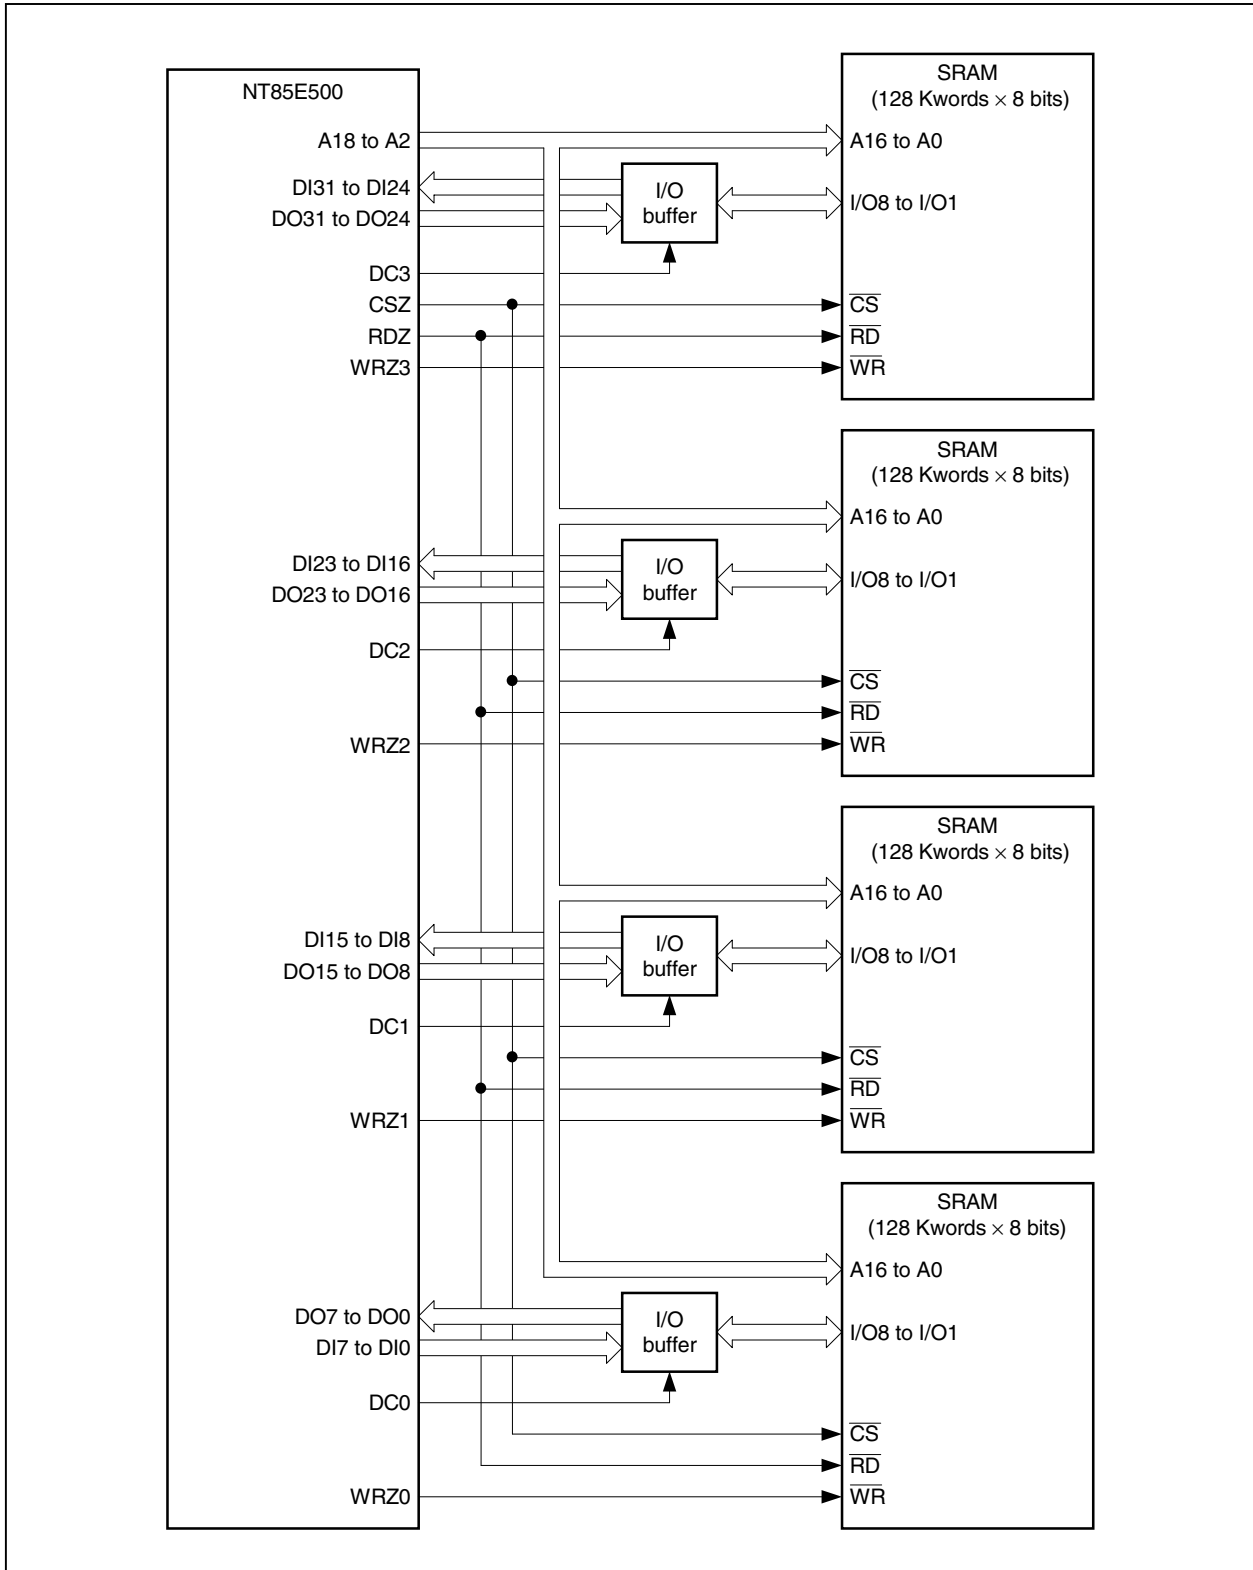 NT85E500
A18 to A2
DI31 to DI24
DO31 to DO24
DC3
CSZ
RDZ
WRZ3
I/O
buffer
SRAM
(128 Kwords × 8 bits)
A16 to A0
I/O8 to I/O1
CS
RD
WR
DI23 to DI16
DO23 to DO16
DC2
WRZ2
I/O
buffer
SRAM
(128 Kwords × 8 bits)
A16 to A0
I/O8 to I/O1
CS
RD
WR
DI15 to DI8
DO15 to DO8
DC1
WRZ1
I/O
buffer
SRAM
(128 Kwords × 8 bits)
A16 to A0
I/O8 to I/O1
CS
RD
WR
DO7 to DO0
DI7 to DI0
DC0
WRZ0
I/O
buffer
SRAM
(128 Kwords × 8 bits)
A16 to A0
I/O8 to I/O1
CS
RD
WR